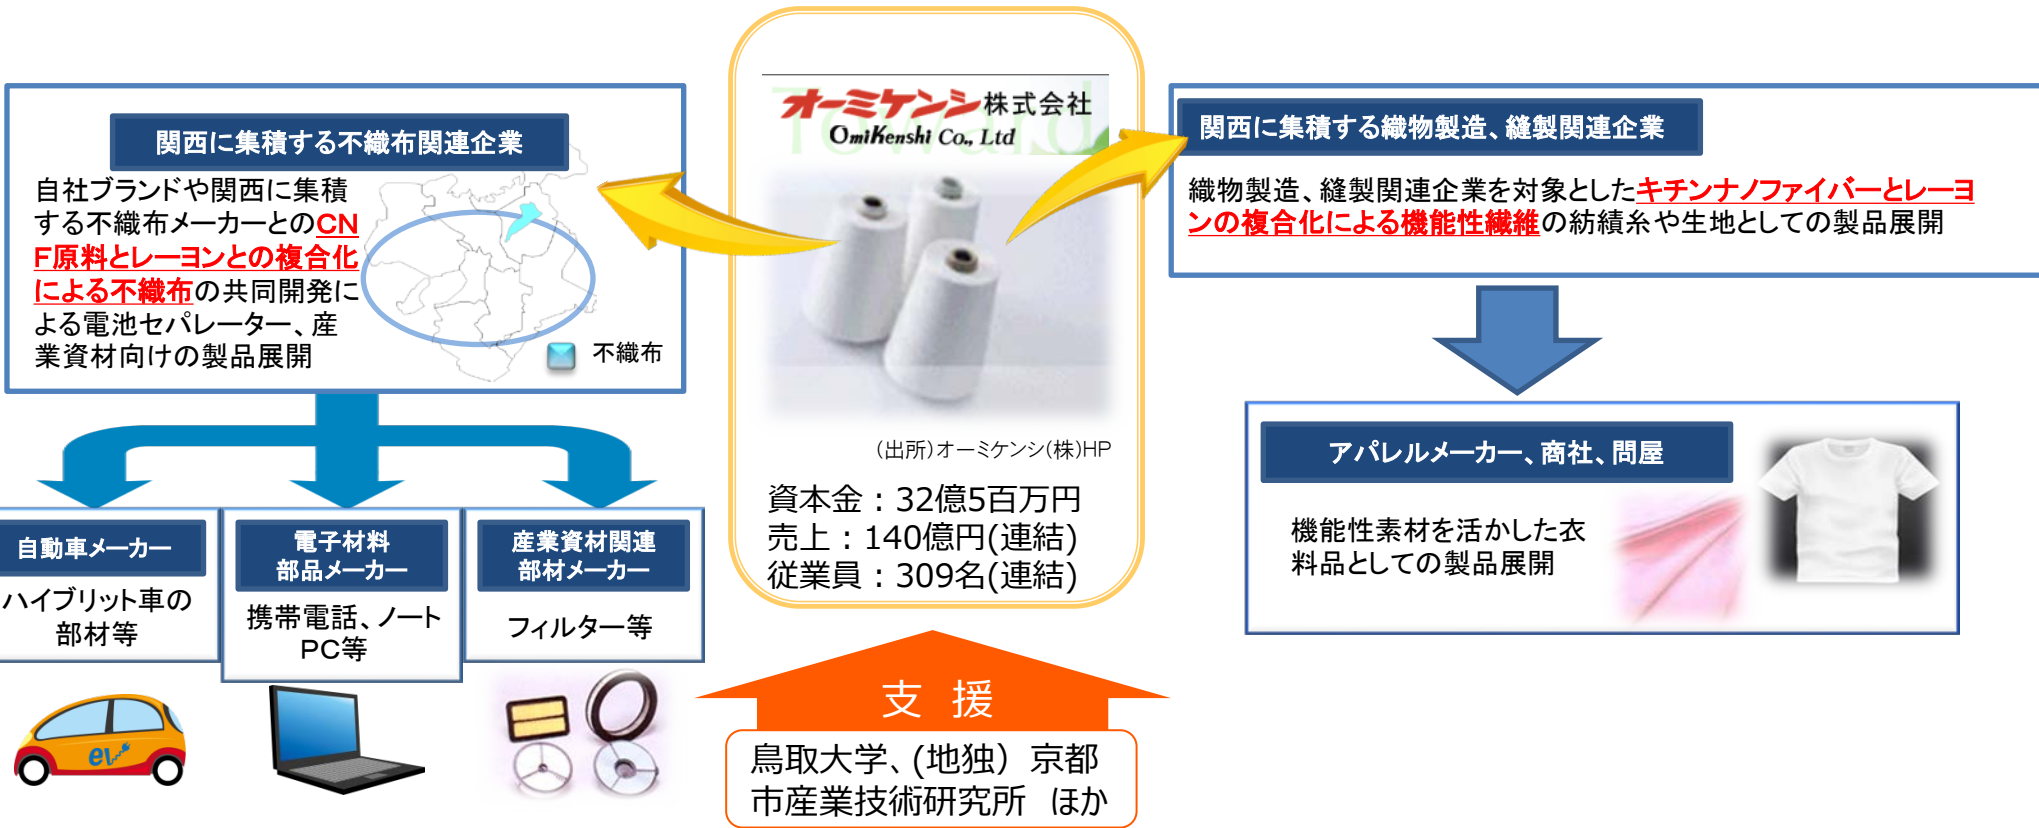 オーミケンシ株式会社
OmiKenshi Co., Ltd
(出所)オーミケンシ(株)HP
資本金：32億5百万円
売上：140億円(連結)
従業員：309名(連結)
関西に集積する不織布関連企業
自社ブランドや関西に集積
する不織布メーカーとのCN
F原料とレーヨンとの複合化
による不織布の共同開発に
よる電池セパレーター、産
業資材向けの製品展開
不織布
自動車メーカー
ハイブリット車の
部材等
電子材料
部品メーカー
携帯電話、ノート
PC等
産業資材関連
部材メーカー
フィルター等
ev
関西に集積する織物製造、縫製関連企業
織物製造、縫製関連企業を対象としたキチンナノファイバーとレーヨ
ンの複合化による機能性繊維の紡績糸や生地としての製品展開
アパレルメーカー、商社、問屋
機能性素材を活かした衣
料品としての製品展開
支 援
鳥取大学、(地独）京都
市産業技術研究所 ほか